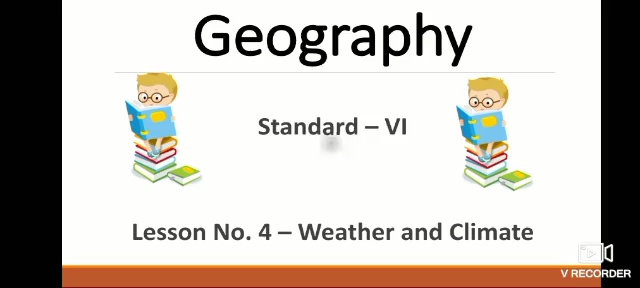 Geography
Standard – VI
Lesson No. 4 – Weather and Climate
V RECORDER